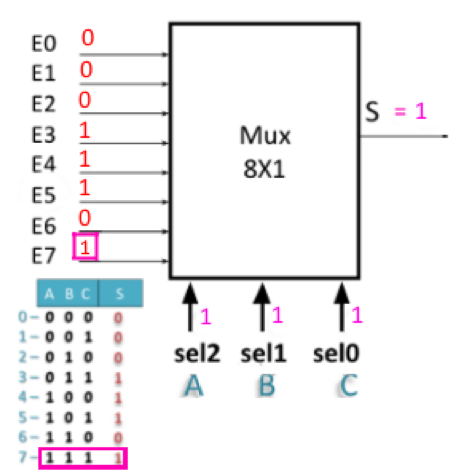 E0 0
E1 0
E2 0
E3 1
E4 1
E5 1
E6 0
E7 1
Mux
8X1
S = 1
1 1 1
sel2 sel1 sel0
A B C
A B C S
0- 0 0 0 0
1- 0 0 1 0
2- 0 1 0 0
3- 0 1 1 1
4- 1 0 0 1
5- 1 0 1 1
6- 1 1 0 0
7- 1 1 1 1